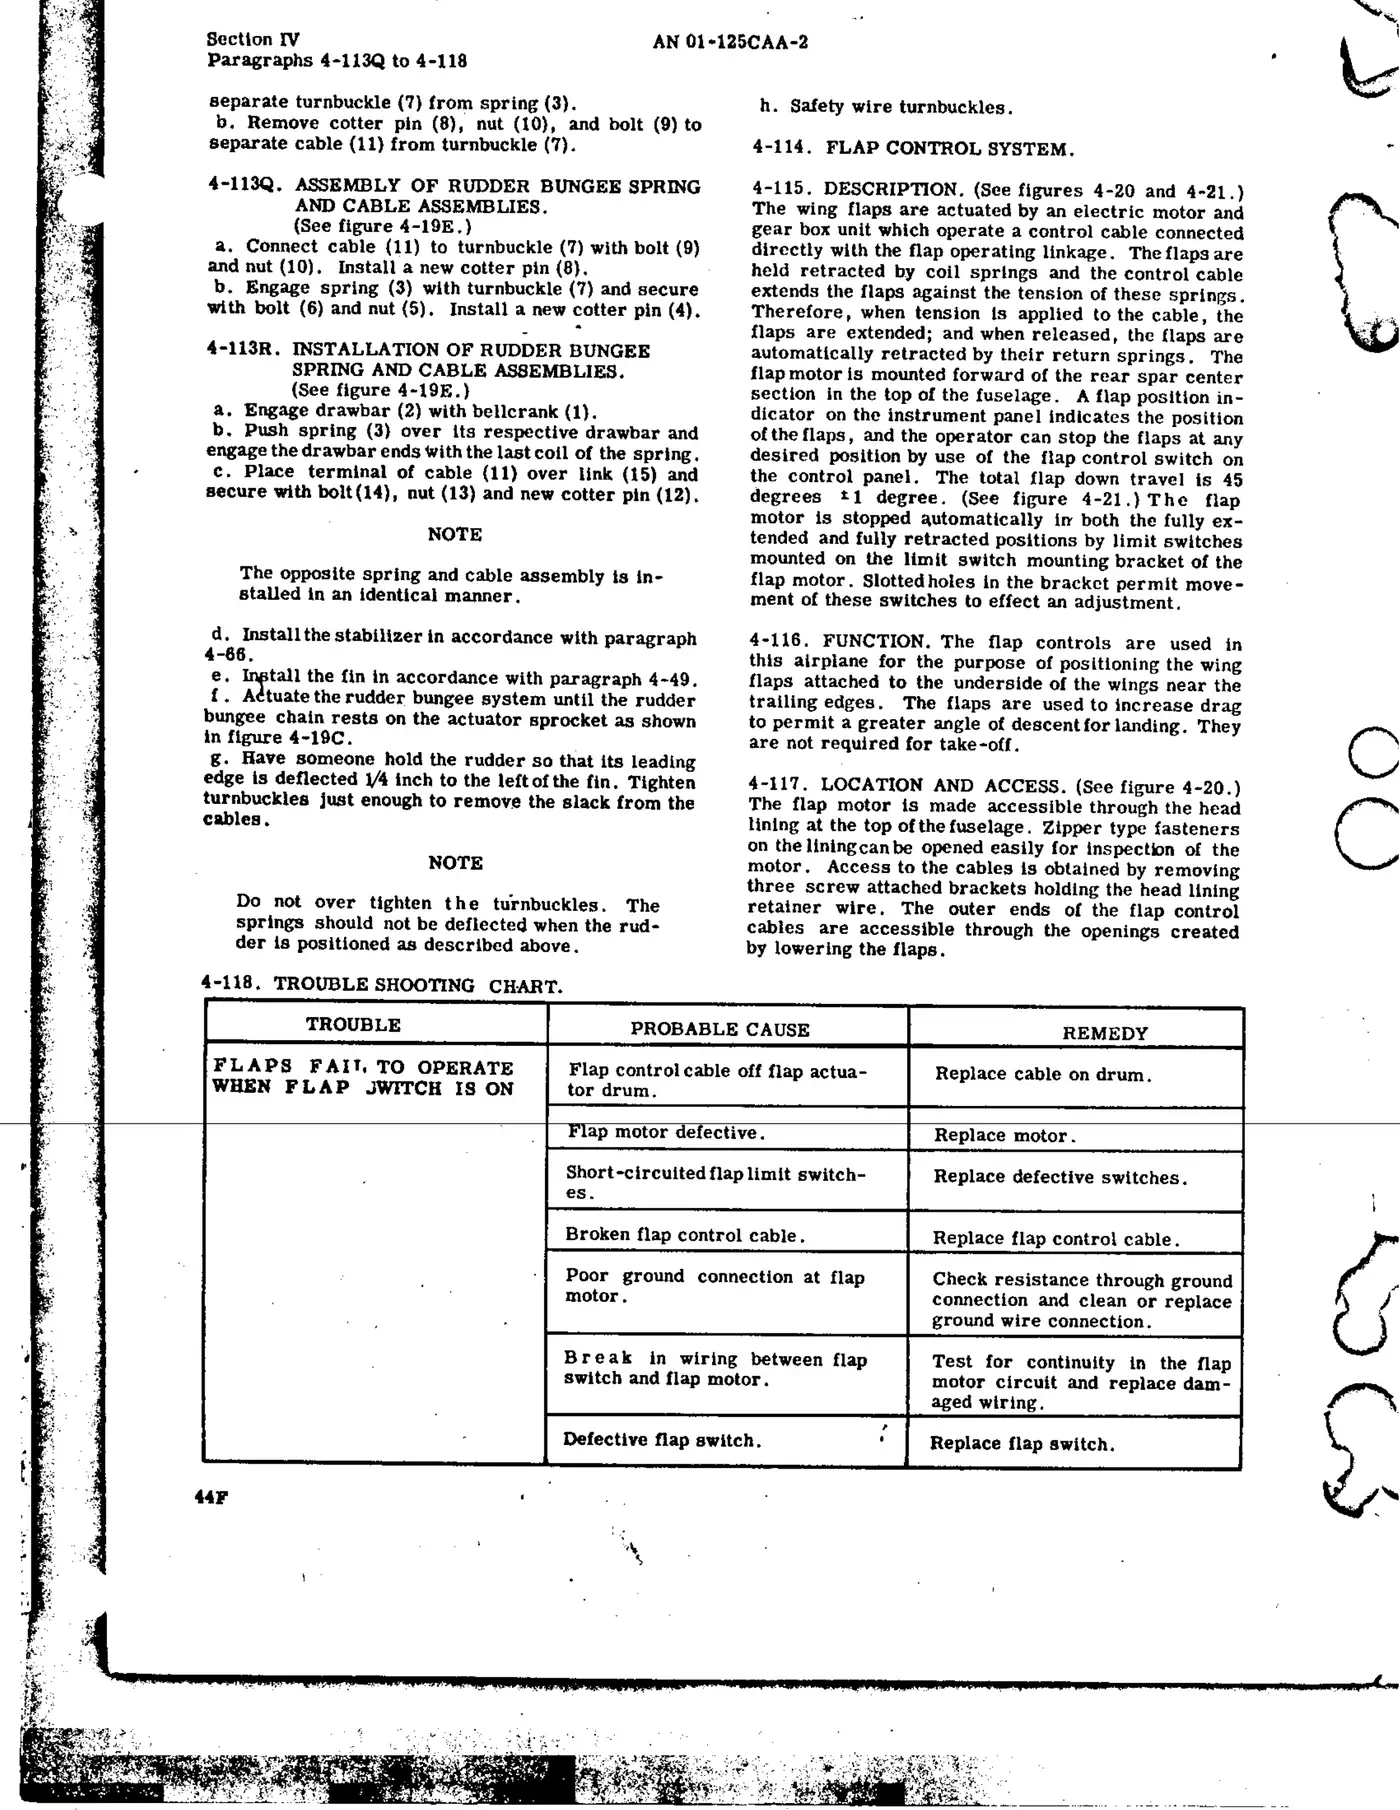 Section IV
AN 01-125CAA-2
Paragraphs 4-113Q to 4-118
separate turnbuckle (7) from spring (3).
b. Remove cotter pin (8), nut (10), and bolt (9) to
separate cable (11) from turnbuckle (7).
4-113Q. ASSEMBLY OF RUDDER BUNGEE SPRING
AND CABLE ASSEMBLIES.
(See figure 4-19E.)
a. Connect cable (11) to turnbuckle (7) with bolt (9)
and nut (10). Install a new cotter pin (8).
b. Engage spring (3) with turnbuckle (7) and secure
with bolt (6) and nut (5). Install a new cotter pin (4).
4-113R. INSTALLATION OF RUDDER BUNGEE
SPRING AND CABLE ASSEMBLIES.
(See figure 4-19E.)
a. Engage drawbar (2) with bellcrank (1).
b. Push spring (3) over its respective drawbar and
engage the drawbar ends with the last coil of the spring.
c. Place terminal of cable (11) over link (15) and
secure with bolt (14), nut (13) and new cotter pin (12).
NOTE
The opposite spring and cable assembly is in-
stalled in an identical manner.
d. Install the stabilizer in accordance with paragraph
4-66.
e. Install the fin in accordance with paragraph 4-49.
f. Actuate the rudder bungee system until the rudder
bungee chain rests on the actuator sprocket as shown
in figure 4-19C.
g. Have someone hold the rudder so that its leading
edge is deflected 1/4 inch to the left of the fin. Tighten
turnbuckles just enough to remove the slack from the
cables.
NOTE
Do not over tighten the turnbuckles. The
springs should not be deflected when the rud-
der is positioned as described above.
h. Safety wire turnbuckles.
4-114. FLAP CONTROL SYSTEM.
4-115. DESCRIPTION. (See figures 4-20 and 4-21.)
The wing flaps are actuated by an electric motor and
gear box unit which operate a control cable connected
directly with the flap operating linkage. The flaps are
held retracted by coil springs and the control cable
extends the flaps against the tension of these springs.
Therefore, when tension is applied to the cable, the
flaps are extended; and when released, the flaps are
automatically retracted by their return springs. The
flap motor is mounted forward of the rear spar center
section in the top of the fuselage. A flap position in-
dicator on the instrument panel indicates the position
of the flaps, and the operator can stop the flaps at any
desired position by use of the flap control switch on
the control panel. The total flap down travel is 45
degrees ±1 degree. (See figure 4-21.) The flap
motor is stopped automatically in both the fully ex-
tended and fully retracted positions by limit switches
mounted on the limit switch mounting bracket of the
flap motor. Slotted holes in the bracket permit move-
ment of these switches to effect an adjustment.
4-116. FUNCTION. The flap controls are used in
this airplane for the purpose of positioning the wing
flaps attached to the underside of the wings near the
trailing edges. The flaps are used to increase drag
to permit a greater angle of descent for landing. They
are not required for take-off.
4-117. LOCATION AND ACCESS. (See figure 4-20.)
The flap motor is made accessible through the head
lining at the top of the fuselage. Zipper type fasteners
on the lining can be opened easily for inspection of the
motor. Access to the cables is obtained by removing
three screw attached brackets holding the head lining
retainer wire. The outer ends of the flap control
cables are accessible through the openings created
by lowering the flaps.
4-118. TROUBLE SHOOTING CHART.
TROUBLE
PROBABLE CAUSE
REMEDY
FLAPS FAIL TO OPERATE
WHEN FLAP SWITCH IS ON
Flap control cable off flap actua-
tor drum.
Replace cable on drum.
Flap motor defective.
Replace motor.
Short-circuited flap limit switch-
es.
Replace defective switches.
Broken flap control cable.
Replace flap control cable.
Poor ground connection at flap
motor.
Check resistance through ground
connection and clean or replace
ground wire connection.
Break in wiring between flap
switch and flap motor.
Test for continuity in the flap
motor circuit and replace dam-
aged wiring.
Defective flap switch.
Replace flap switch.
44F